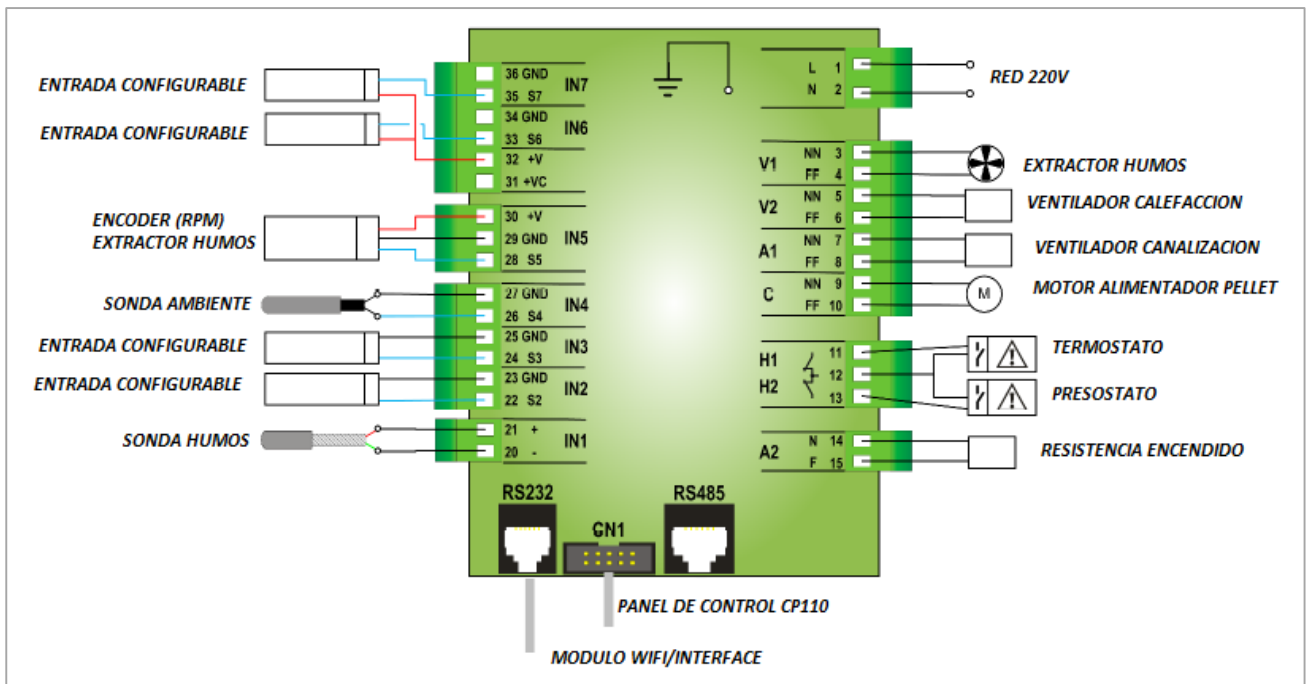 ENTRADA CONFIGURABLE
ENTRADA CONFIGURABLE
ENCODER (RPM)
EXTRACTOR HUMOS
SONDA AMBIENTE
ENTRADA CONFIGURABLE
ENTRADA CONFIGURABLE
SONDA HUMOS
36 GND
35 S7
IN7
34 GND
33 S6
IN6
32 +V
31 +VC
30 +V
29 GND
28 S5
IN5
27 GND
26 S4
IN4
25 GND
24 S3
IN3
23 GND
22 S2
IN2
21 +
20 -
IN1
L 1
N 2
RED 220V
V1
NN 3
FF 4
EXTRACTOR HUMOS
V2
NN 5
FF 6
VENTILADOR CALEFACCION
A1
NN 7
FF 8
VENTILADOR CANALIZACION
C
NN 9
FF 10
M
MOTOR ALIMENTADOR PELLET
H1
H2
11
12
13
TERMOSTATO
PRESOSTATO
A2
N 14
F 15
RESISTENCIA ENCENDIDO
RS232
CN1
RS485
PANEL DE CONTROL CP110
MODULO WIFI/INTERFACE